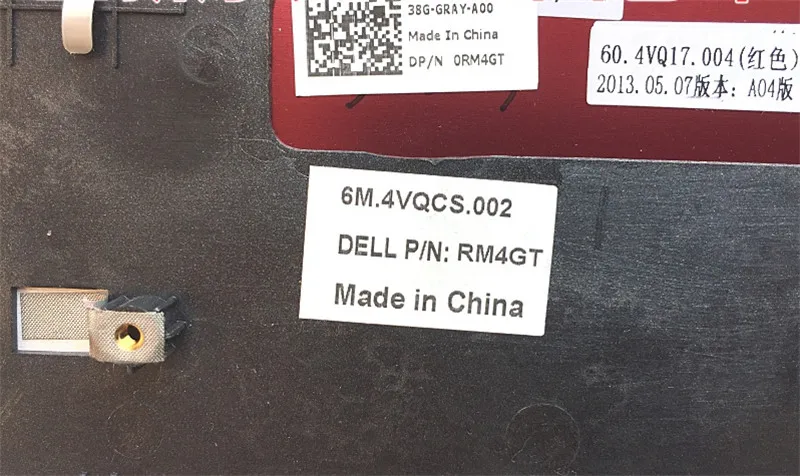 38G-GRAY-A00
Made In China
DP/N 0RM4GT
60.4VQ17.004(红色)
2013.05.07版本: A04版
6M.4VQCS.002
DELL P/N: RM4GT
Made in China